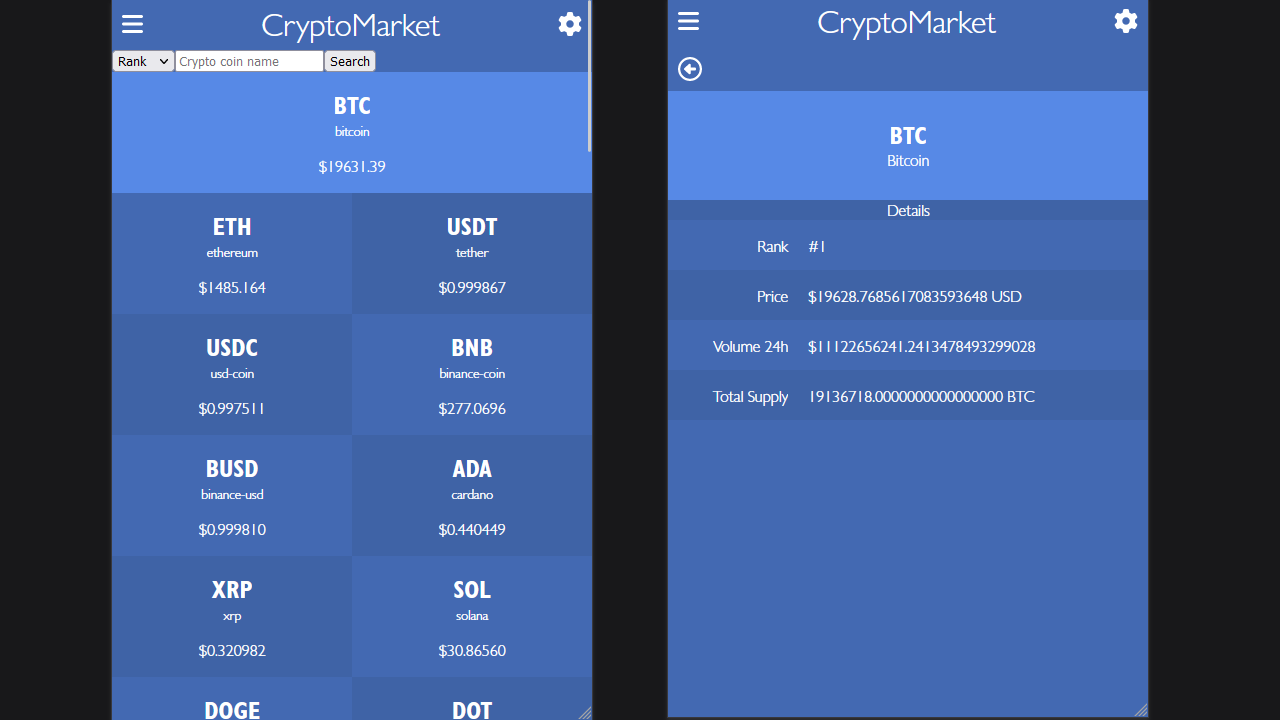 CryptoMarket
Rank Crypto coin name Search
BTC
bitcoin
$19631.39
ETH
ethereum
$1485.164
USDT
tether
$0.999867
USDC
usd-coin
$0.997511
BNB
binance-coin
$277.0696
BUSD
binance-usd
$0.999810
ADA
cardano
$0.440449
XRP
xrp
$0.320982
SOL
solana
$30.86560
DOGE
DOT
CryptoMarket
BTC
Bitcoin
Details
Rank #1
Price $19628.7685617083593648 USD
Volume 24h $11122656241.2413478493299028
Total Supply 19136718.0000000000000000 BTC